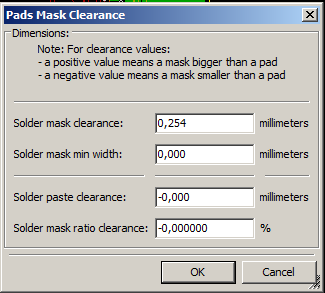 Pads Mask Clearance
Dimensions:
Note: For clearance values:
- a positive value means a mask bigger than a pad
- a negative value means a mask smaller than a pad
Solder mask clearance: 0,254 millimeters
Solder mask min width: 0,000 millimeters
Solder paste clearance: -0,000 millimeters
Solder mask ratio clearance: -0,000000 %
OK Cancel